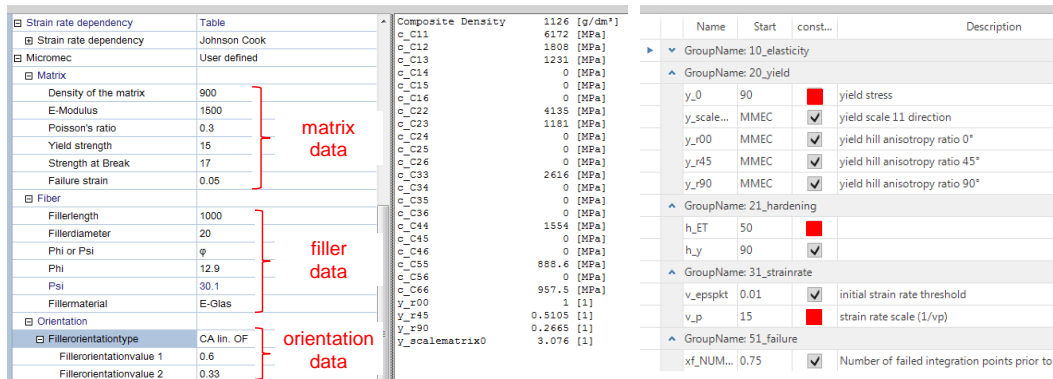 Strain rate dependency Table
Strain rate dependency Johnson Cook
Micromec User defined
Matrix
Density of the matrix 900
E-Modulus 1500
Poisson's ratio 0.3
Yield strength 15
Strength at Break 17
Failure strain 0.05
matrix
data
Fiber
Fillerlength 1000
Fillerdiameter 20
Phi or Psi φ
Phi 12.9
Psi 30.1
Fillermaterial E-Glas
filler
data
Orientation
Fillerorientationtype CA lin. OF
Fillerorientationvalue 1 0.6
Fillerorientationvalue 2 0.33
orientation
data
Composite Density 1126 [g/dm³]
c_C11 6172 [MPa]
c_C12 1808 [MPa]
c_C13 1231 [MPa]
c_C14 0 [MPa]
c_C15 0 [MPa]
c_C16 0 [MPa]
c_C22 4135 [MPa]
c_C23 1181 [MPa]
c_C24 0 [MPa]
c_C25 0 [MPa]
c_C26 0 [MPa]
c_C33 2616 [MPa]
c_C34 0 [MPa]
c_C35 0 [MPa]
c_C36 0 [MPa]
c_C44 1554 [MPa]
c_C45 0 [MPa]
c_C46 0 [MPa]
c_C55 888.6 [MPa]
c_C56 0 [MPa]
c_C66 957.5 [MPa]
y_r00 1 [1]
y_r45 0.5105 [1]
y_r90 0.2665 [1]
y_scalematrix0 3.076 [1]
Name Start const... Description
GroupName: 10_elasticity
GroupName: 20_yield
y_0 90 yield stress
y_scale... MMEC yield scale 11 direction
y_r00 MMEC yield hill anisotropy ratio 0°
y_r45 MMEC yield hill anisotropy ratio 45°
y_r90 MMEC yield hill anisotropy ratio 90°
GroupName: 21_hardening
h_ET 50
h_y 90
GroupName: 31_strainrate
v_epspkt 0.01 initial strain rate threshold
v_p 15 strain rate scale (1/vp)
GroupName: 51_failure
xf_NUM... 0.75 Number of failed integration points prior to